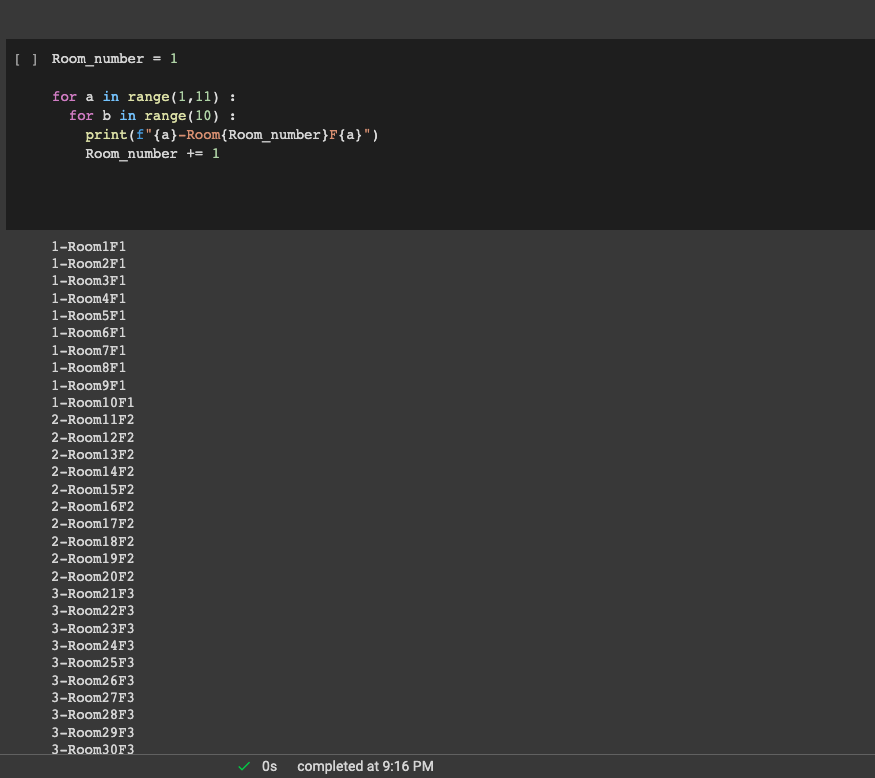 [ ] Room_number = 1
for a in range(1,11) :
for b in range(10) :
print(f"{a}-Room{Room_number}F{a}")
Room_number += 1
1-Room1F1
1-Room2F1
1-Room3F1
1-Room4F1
1-Room5F1
1-Room6F1
1-Room7F1
1-Room8F1
1-Room9F1
1-Room10F1
2-Room11F2
2-Room12F2
2-Room13F2
2-Room14F2
2-Room15F2
2-Room16F2
2-Room17F2
2-Room18F2
2-Room19F2
2-Room20F2
3-Room21F3
3-Room22F3
3-Room23F3
3-Room24F3
3-Room25F3
3-Room26F3
3-Room27F3
3-Room28F3
3-Room29F3
3-Room30F3
✓ 0s completed at 9:16 PM